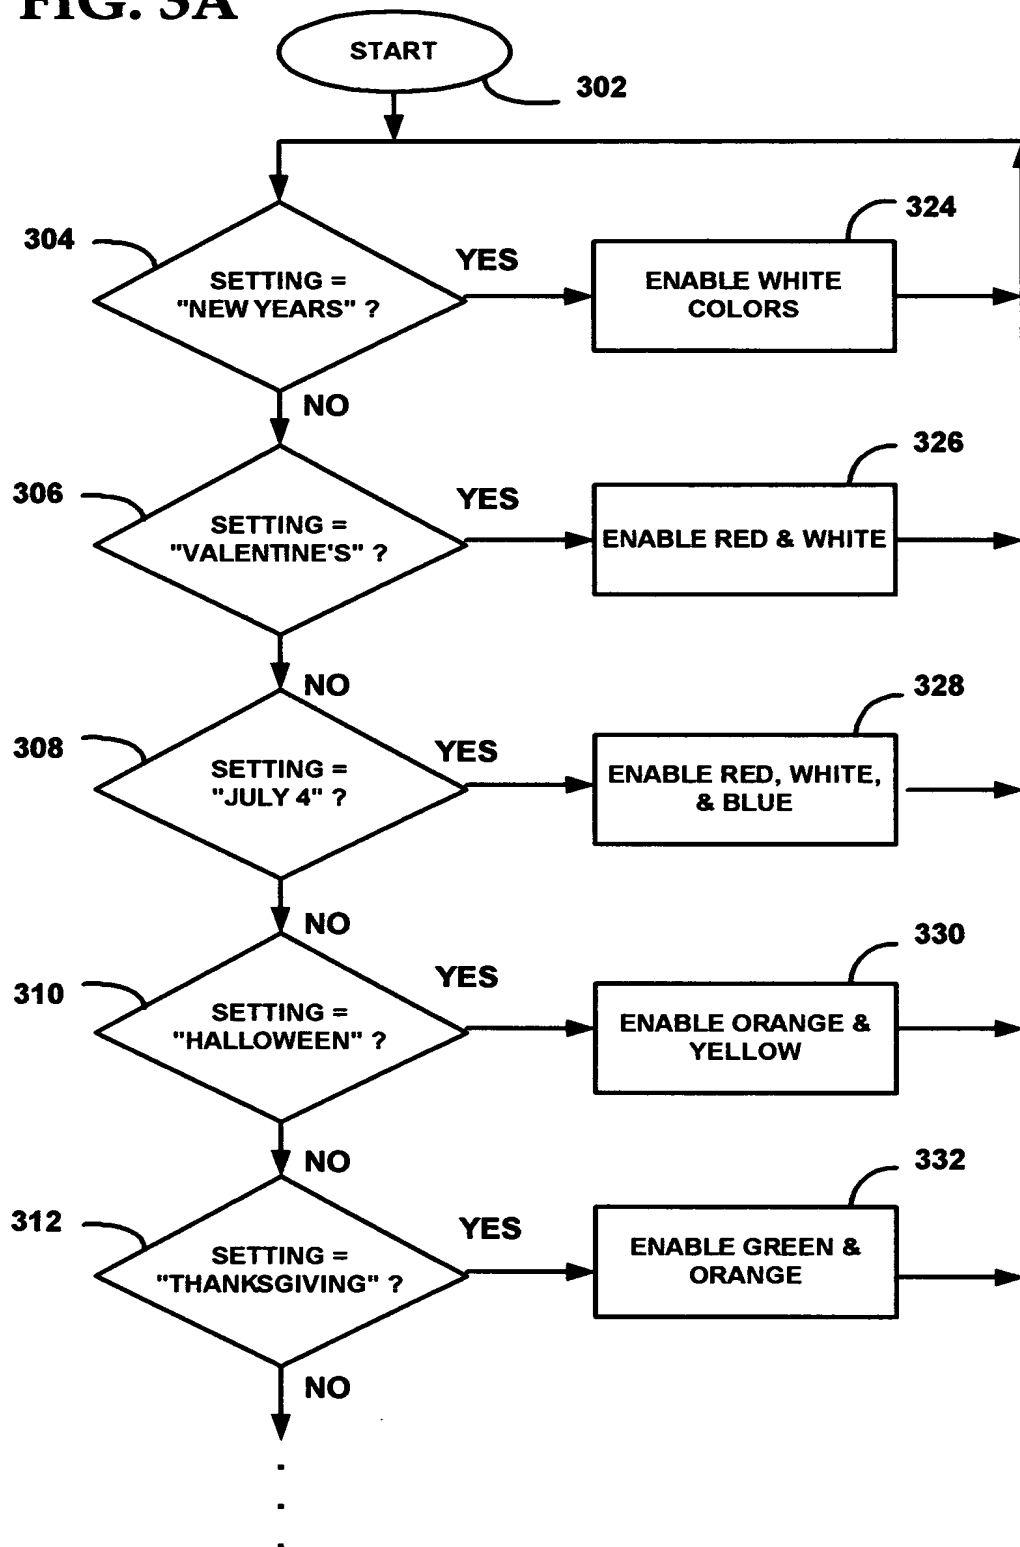 FIG. 3A
START
302
304
SETTING =
"NEW YEARS" ?
YES
324
ENABLE WHITE
COLORS
NO
306
SETTING =
"VALENTINE'S" ?
YES
326
ENABLE RED & WHITE
NO
308
SETTING =
"JULY 4" ?
YES
328
ENABLE RED, WHITE,
& BLUE
NO
310
SETTING =
"HALLOWEEN" ?
YES
330
ENABLE ORANGE &
YELLOW
NO
312
SETTING =
"THANKSGIVING" ?
YES
332
ENABLE GREEN &
ORANGE
NO